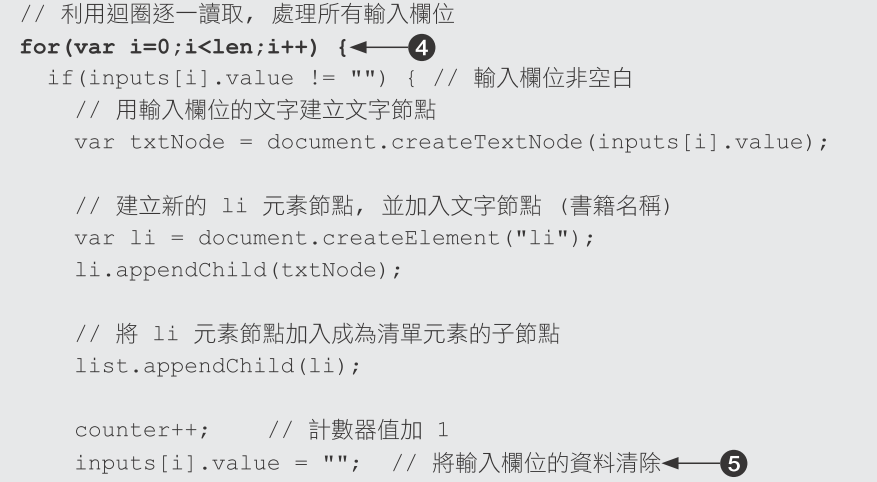 // 利用迴圈逐一讀取, 處理所有輸入欄位
for(var i=0;i<len;i++) { 4
if(inputs[i].value != "") { // 輸入欄位非空白
// 用輸入欄位的文字建立文字節點
var txtNode = document.createTextNode(inputs[i].value);
// 建立新的 li 元素節點, 並加入文字節點 (書籍名稱)
var li = document.createElement("li");
li.appendChild(txtNode);
// 將 li 元素節點加入成為清單元素的子節點
list.appendChild(li);
counter++; // 計數器值加 1
inputs[i].value = ""; // 將輸入欄位的資料清除 5